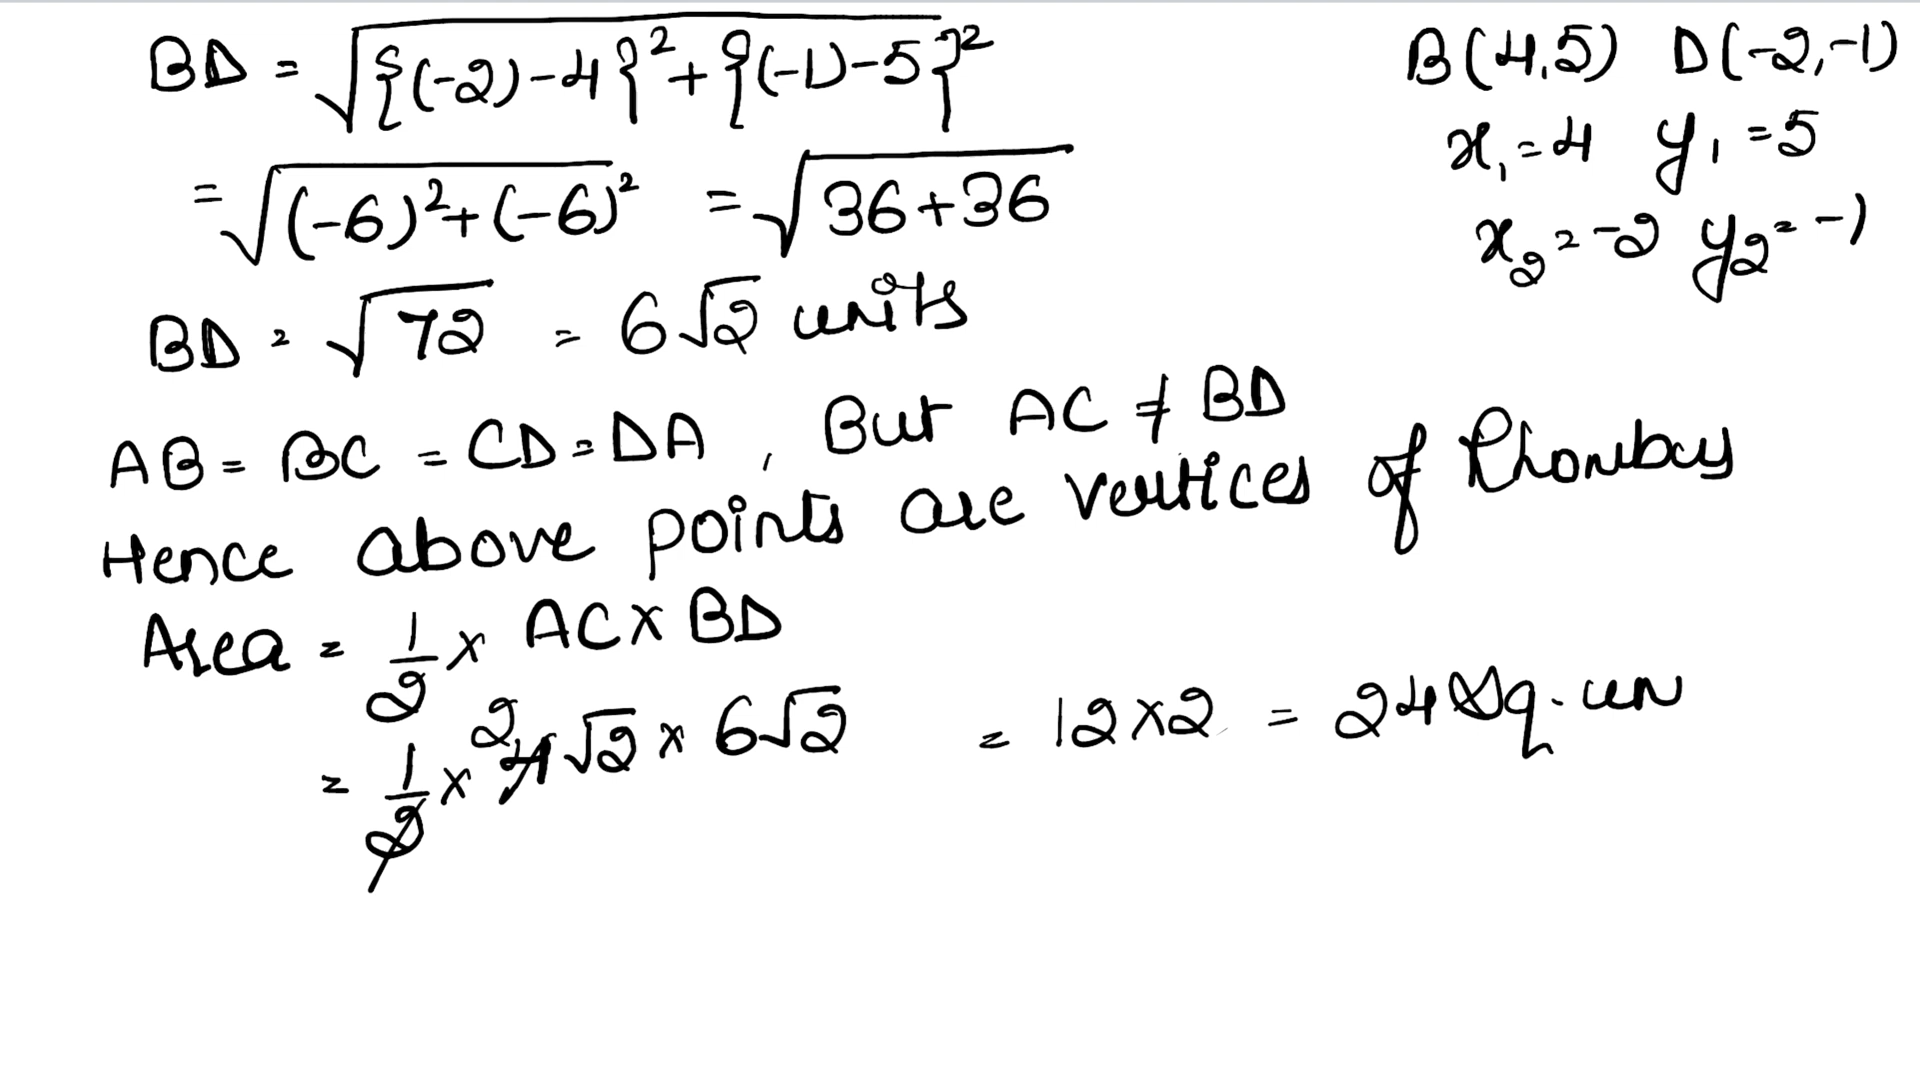 BD = √{(-2)-4}²+{(-1)-5}²
= √(-6)²+(-6)² = √36+36
BD = √72 = 6√2 units
B(4,5) D(-2,-1)
x₁=4 y₁=5
x₂=-2 y₂=-1
AB = BC = CD = DA, But AC ≠ BD
Hence above points are vertices of Rhombus
Area = 1/2 × AC × BD
= 1/2 × 2 4√2 × 6√2 = 12×2 = 24 Sq. un